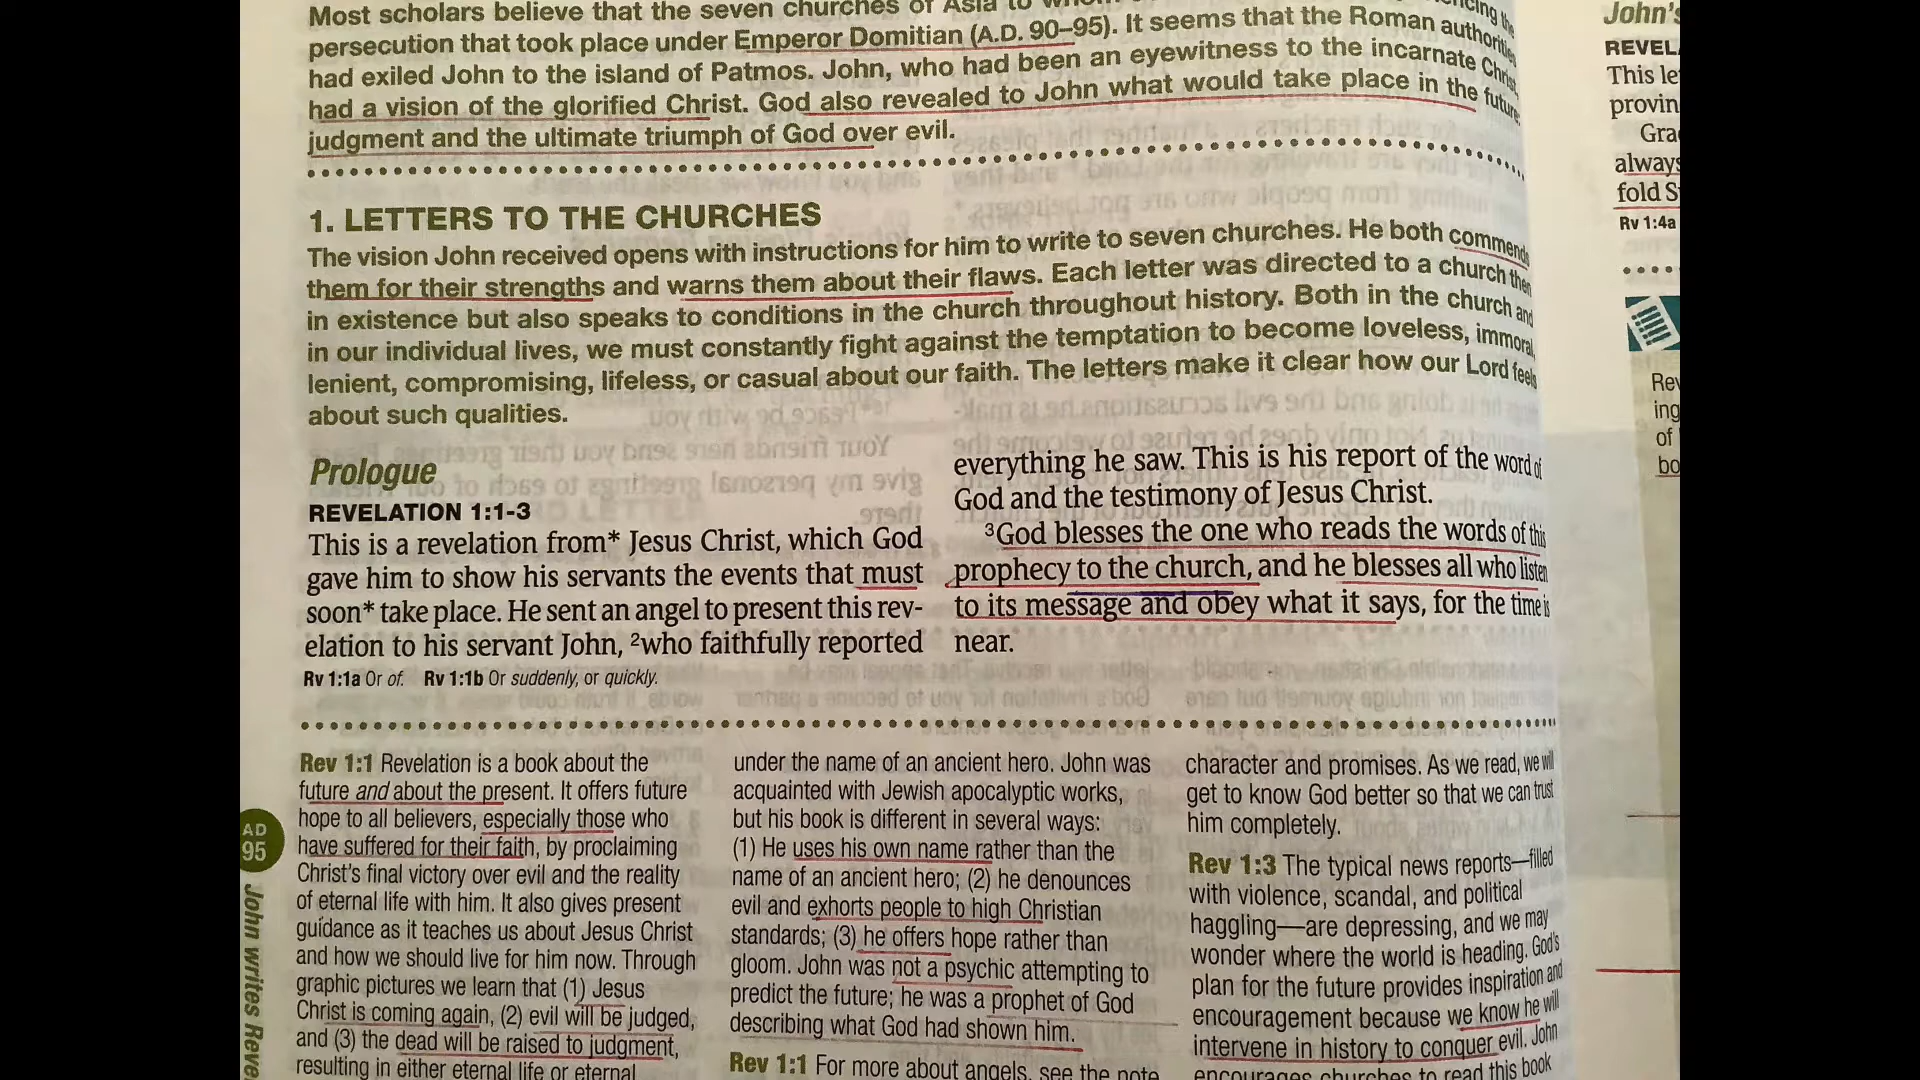 Most scholars believe that the seven churches of Asia to
persecution that took place under Emperor Domitian (A.D. 90–95). It seems that the Roman authorities
had exiled John to the island of Patmos. John, who had been an eyewitness to the incarnate Christ,
had a vision of the glorified Christ. God also revealed to John what would take place in the future:
judgment and the ultimate triumph of God over evil.
1. LETTERS TO THE CHURCHES
The vision John received opens with instructions for him to write to seven churches. He both commends
them for their strengths and warns them about their flaws. Each letter was directed to a church then
in existence but also speaks to conditions in the church throughout history. Both in the church and
in our individual lives, we must constantly fight against the temptation to become loveless, immoral,
lenient, compromising, lifeless, or casual about our faith. The letters make it clear how our Lord feels
about such qualities.
Prologue
REVELATION 1:1-3
This is a revelation from* Jesus Christ, which God
gave him to show his servants the events that must
soon* take place. He sent an angel to present this rev-
elation to his servant John, ²who faithfully reported
everything he saw. This is his report of the word of
God and the testimony of Jesus Christ.
³God blesses the one who reads the words of this
prophecy to the church, and he blesses all who listen
to its message and obey what it says, for the time is
near.
Rv 1:1a Or of. Rv 1:1b Or suddenly, or quickly.
Rev 1:1 Revelation is a book about the
future and about the present. It offers future
hope to all believers, especially those who
have suffered for their faith, by proclaiming
Christ's final victory over evil and the reality
of eternal life with him. It also gives present
guidance as it teaches us about Jesus Christ
and how we should live for him now. Through
graphic pictures we learn that (1) Jesus
Christ is coming again, (2) evil will be judged,
and (3) the dead will be raised to judgment,
resulting in either eternal life or eternal
under the name of an ancient hero. John was
acquainted with Jewish apocalyptic works,
but his book is different in several ways:
(1) He uses his own name rather than the
name of an ancient hero; (2) he denounces
evil and exhorts people to high Christian
standards; (3) he offers hope rather than
gloom. John was not a psychic attempting to
predict the future; he was a prophet of God
describing what God had shown him.
Rev 1:1 For more about angels, see the note
character and promises. As we read, we will
get to know God better so that we can trust
him completely.
Rev 1:3 The typical news reports—filled
with violence, scandal, and political
haggling—are depressing, and we may
wonder where the world is heading. God's
plan for the future provides inspiration and
encouragement because we know he will
intervene in history to conquer evil. John
encourages churches to read this book
AD
95
John writes Reve
John's
REVEL
This le
provin
Gra
always
fold S
Rv 1:4a
Rev
ing
of
bo